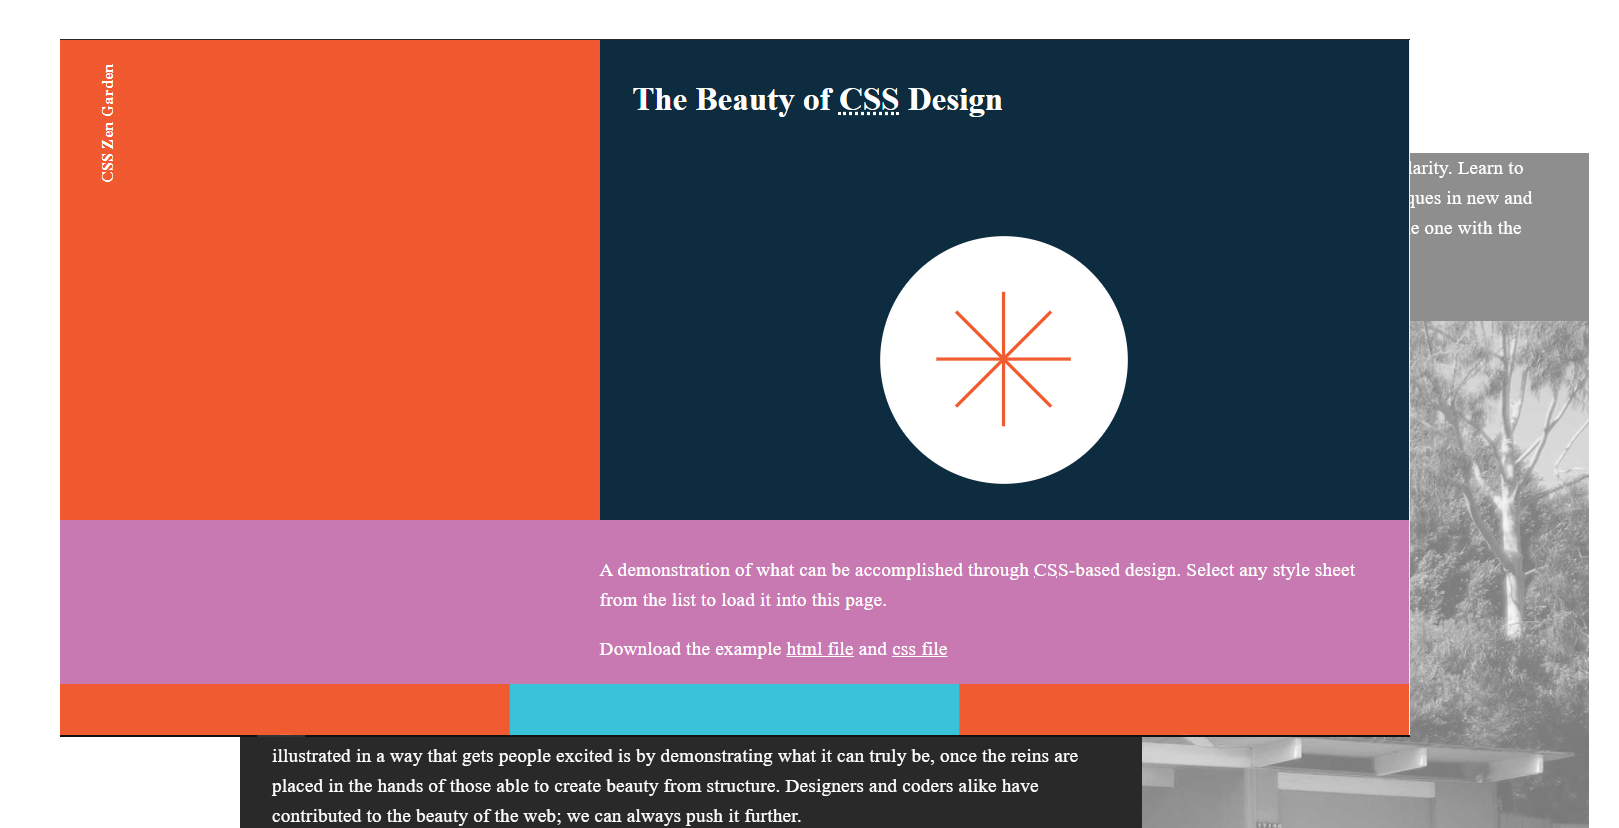 CSS Zen Garden
The Beauty of CSS Design
larity. Learn to
ques in new and
e one with the
A demonstration of what can be accomplished through CSS-based design. Select any style sheet
from the list to load it into this page.
Download the example html file and css file
illustrated in a way that gets people excited is by demonstrating what it can truly be, once the reins are
placed in the hands of those able to create beauty from structure. Designers and coders alike have
contributed to the beauty of the web; we can always push it further.